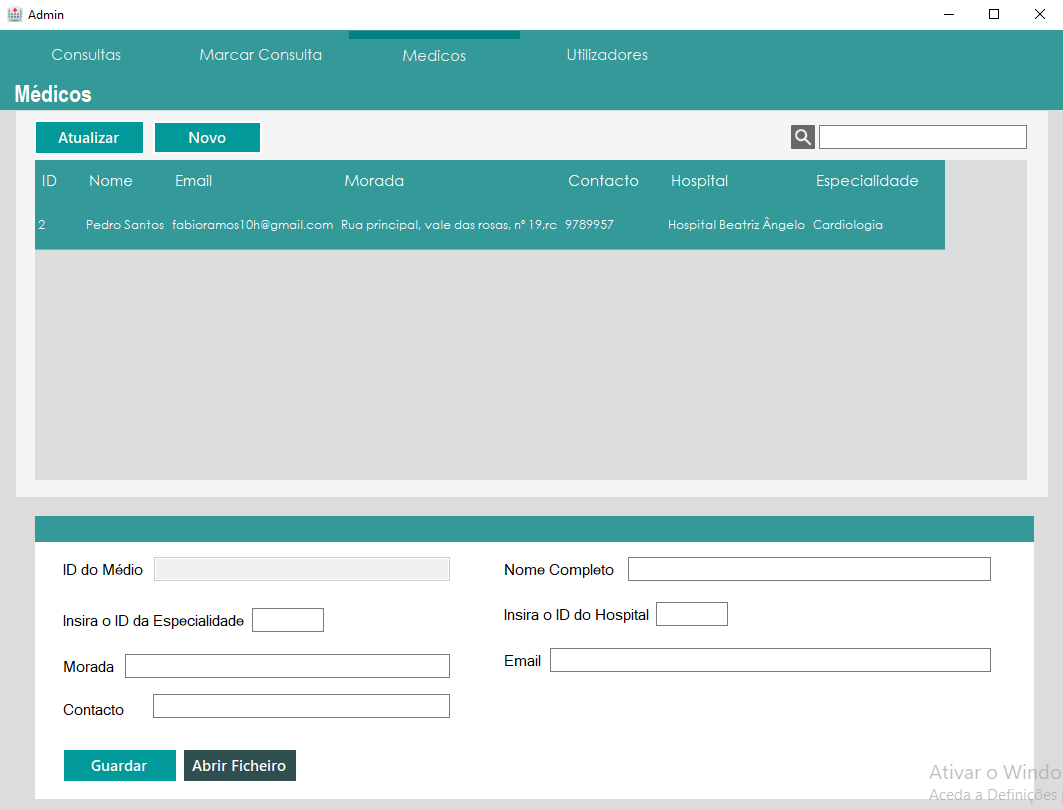 Admin
Consultas Marcar Consulta Medicos Utilizadores
Médicos
Atualizar Novo
ID Nome Email Morada Contacto Hospital Especialidade
2 Pedro Santos fabioramos10h@gmail.com Rua principal, vale das rosas, nº 19,rc 9789957 Hospital Beatriz Ângelo Cardiologia
ID do Médio Nome Completo
Insira o ID da Especialidade Insira o ID do Hospital
Morada Email
Contacto
Guardar Abrir Ficheiro
Ativar o Windo
Aceda a Definições